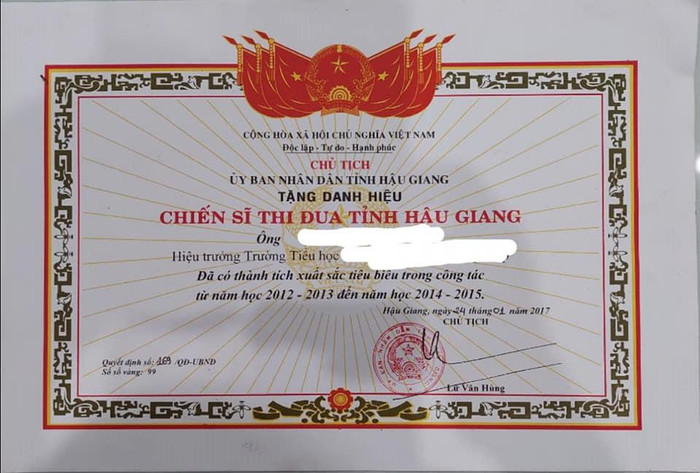 CỘNG HÒA XÃ HỘI CHỦ NGHĨA VIỆT NAM
Độc lập - Tự do - Hạnh phúc
CHỦ TỊCH
ỦY BAN NHÂN DÂN TỈNH HẬU GIANG
TẶNG DANH HIỆU
CHIẾN SĨ THI ĐUA TỈNH HẬU GIANG
Ông
Hiệu trưởng Trường Tiểu học
Đã có thành tích xuất sắc tiêu biểu trong công tác
từ năm học 2012 - 2013 đến năm học 2014 - 2015.
Hậu Giang, ngày 24 tháng 01 năm 2017
CHỦ TỊCH
Quyết định số: 169 /QĐ-UBND
Số sổ vàng: 99
Lữ Văn Hùng